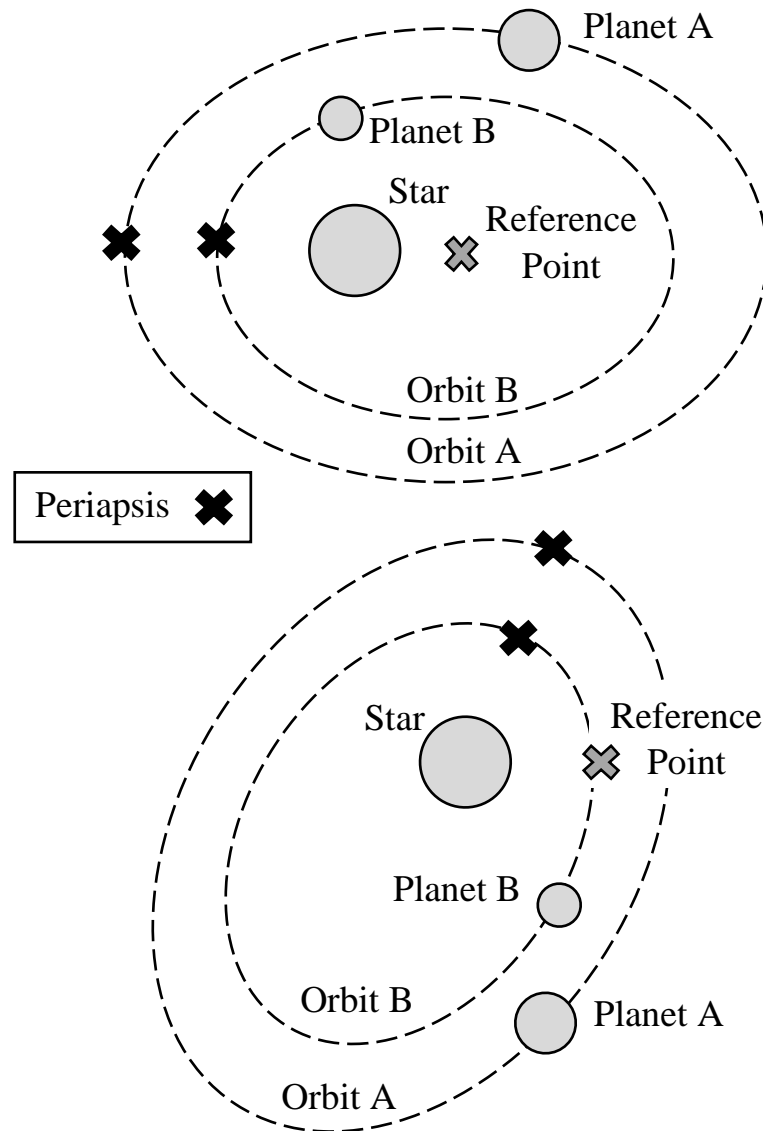 Planet A
Planet B
Star
Reference
Point
Orbit B
Orbit A
Periapsis
Star
Reference
Point
Planet B
Orbit B
Planet A
Orbit A